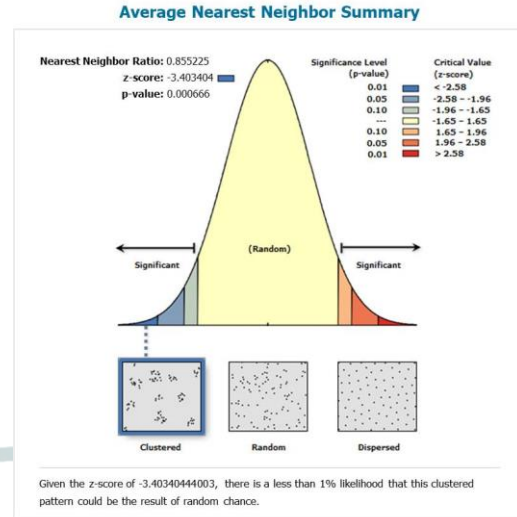 Average Nearest Neighbor Summary
Nearest Neighbor Ratio: 0.855225
z-score: -3.403404
p-value: 0.000666
Significance Level
(p-value)
Critical Value
(z-score)
0.01 < -2.58
0.05 -2.58 – -1.96
0.10 -1.96 – -1.65
--- -1.65 – 1.65
0.10 1.65 – 1.96
0.05 1.96 – 2.58
0.01 > 2.58
Significant
(Random)
Significant
Clustered
Random
Dispersed
Given the z-score of -3.40340444003, there is a less than 1% likelihood that this clustered
pattern could be the result of random chance.